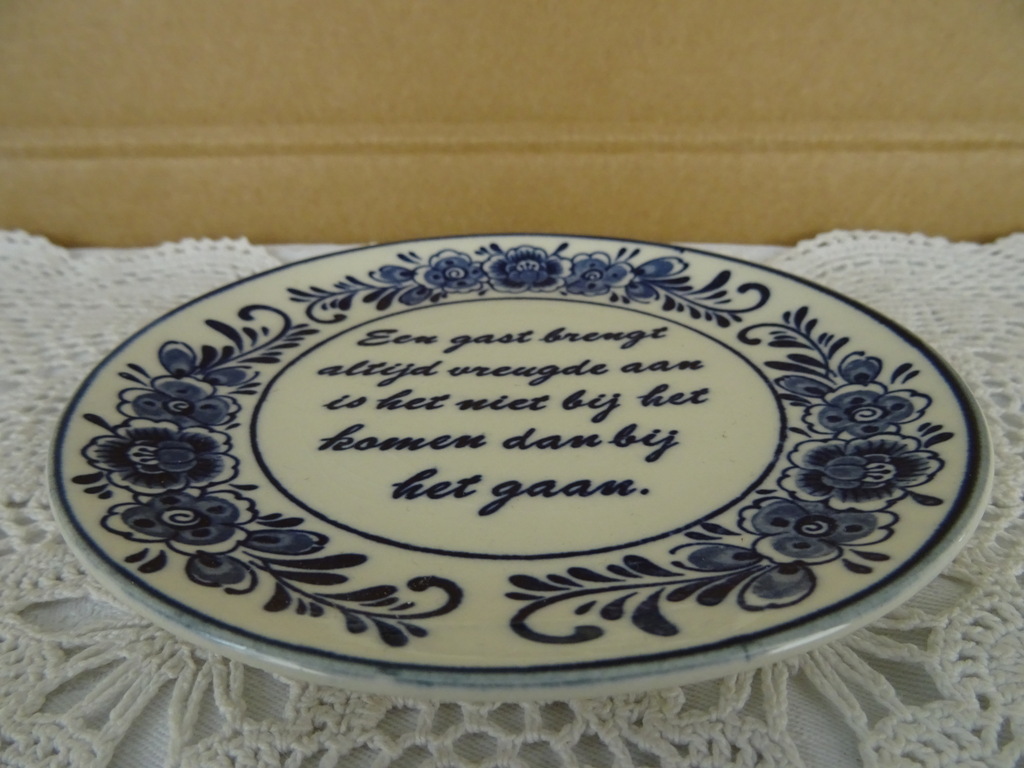 Een gast brengt
altijd vreugde aan
is het niet bij het
komen dan bij
het gaan.